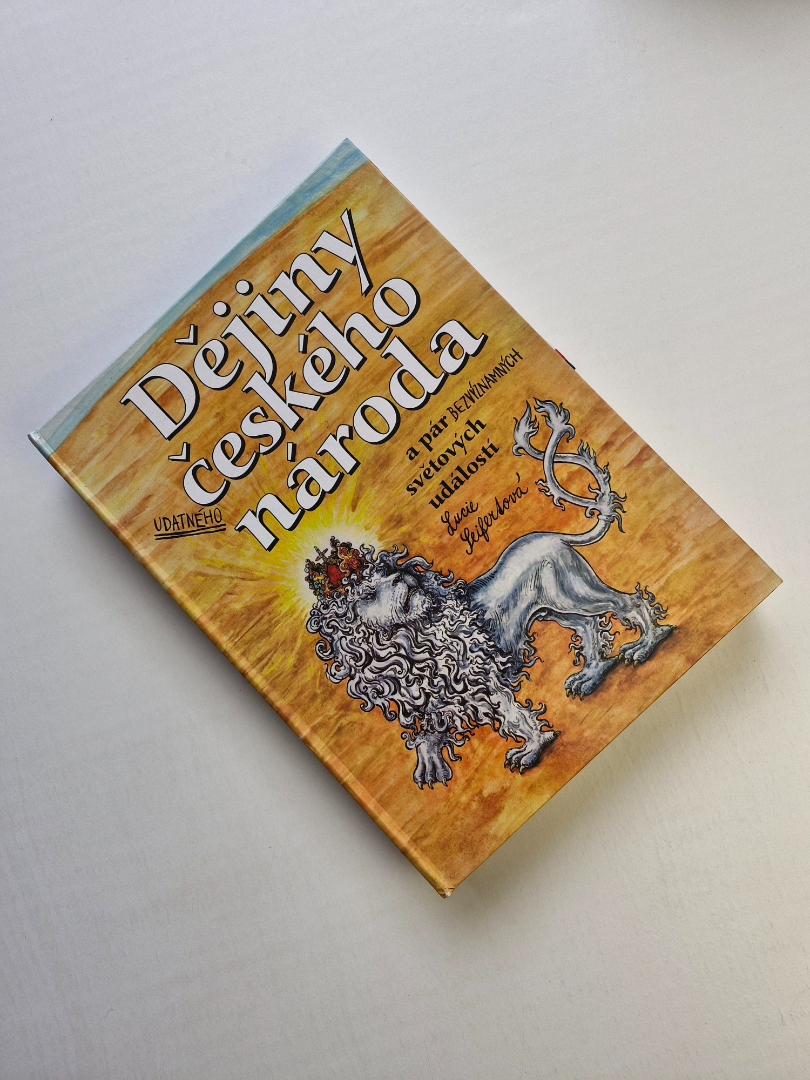 Dějiny
českého
UDATNÉHO
národa
a pár BEZVÝZNAMNÝCH
světových
událostí
Lucie
Seifertová